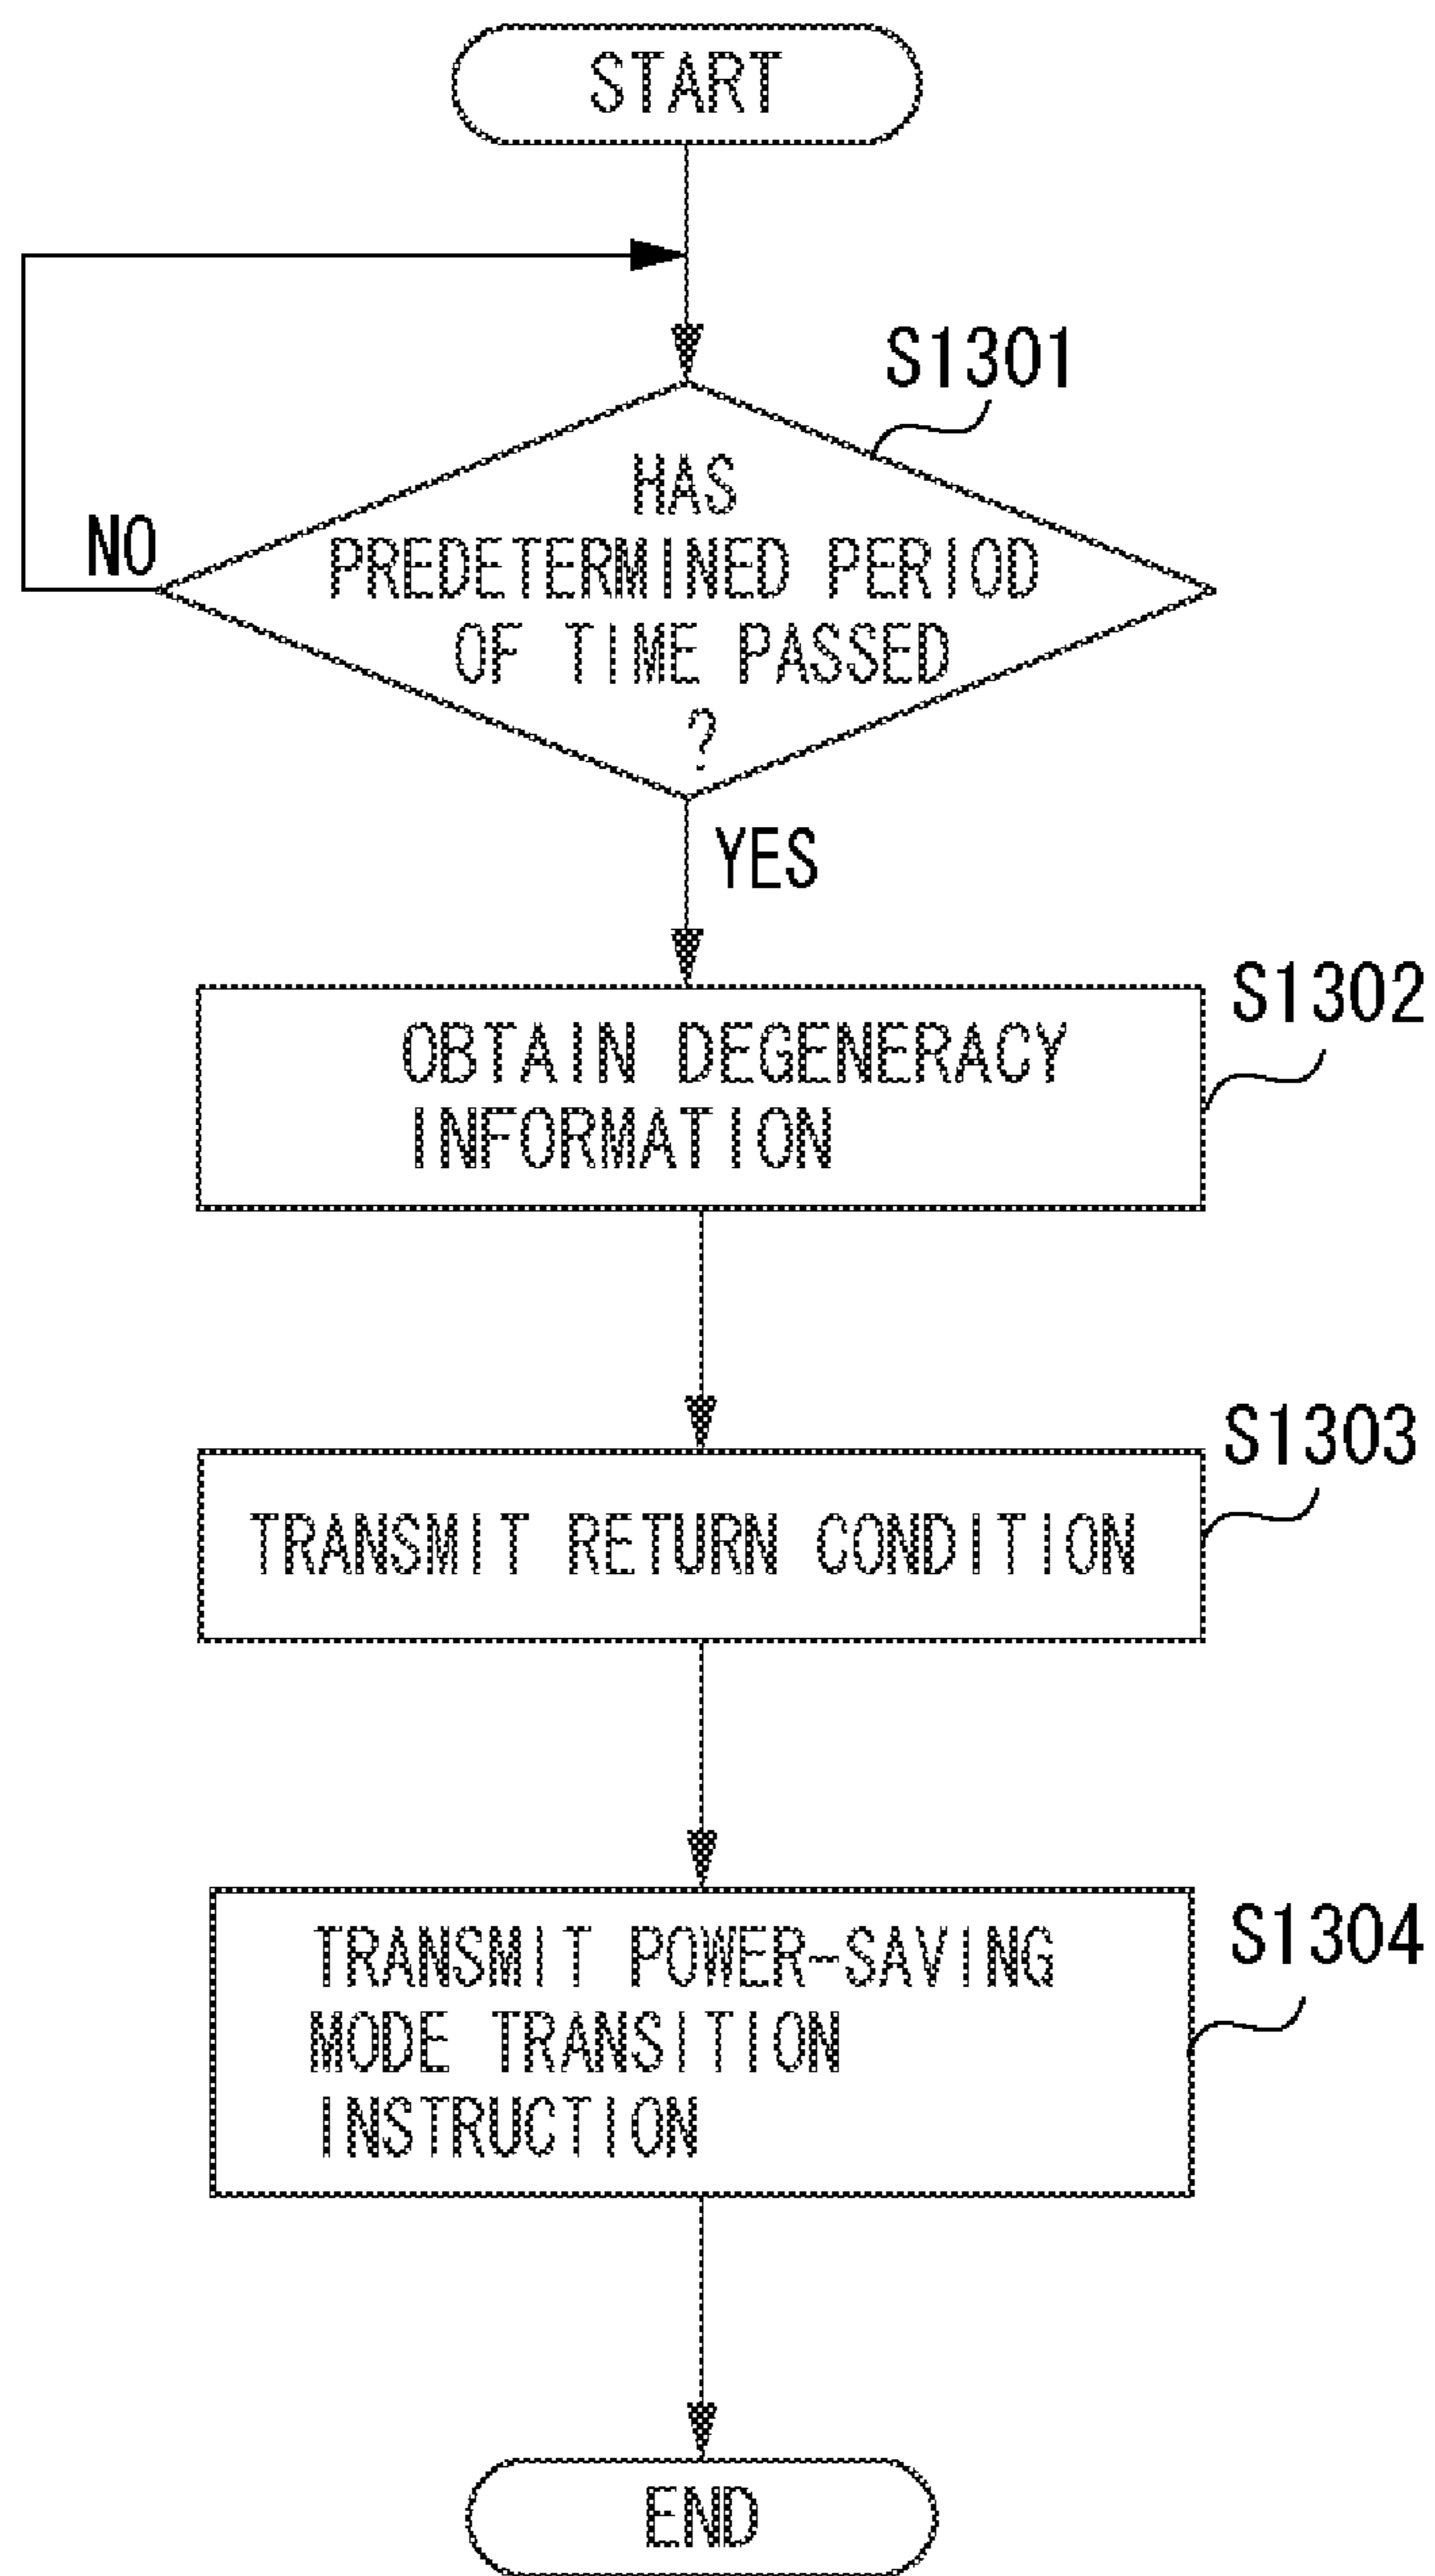 START
S1301
HAS
PREDETERMINED PERIOD
OF TIME PASSED
?
NO
YES
S1302
OBTAIN DEGENERACY
INFORMATION
S1303
TRANSMIT RETURN CONDITION
S1304
TRANSMIT POWER-SAVING
MODE TRANSITION
INSTRUCTION
END